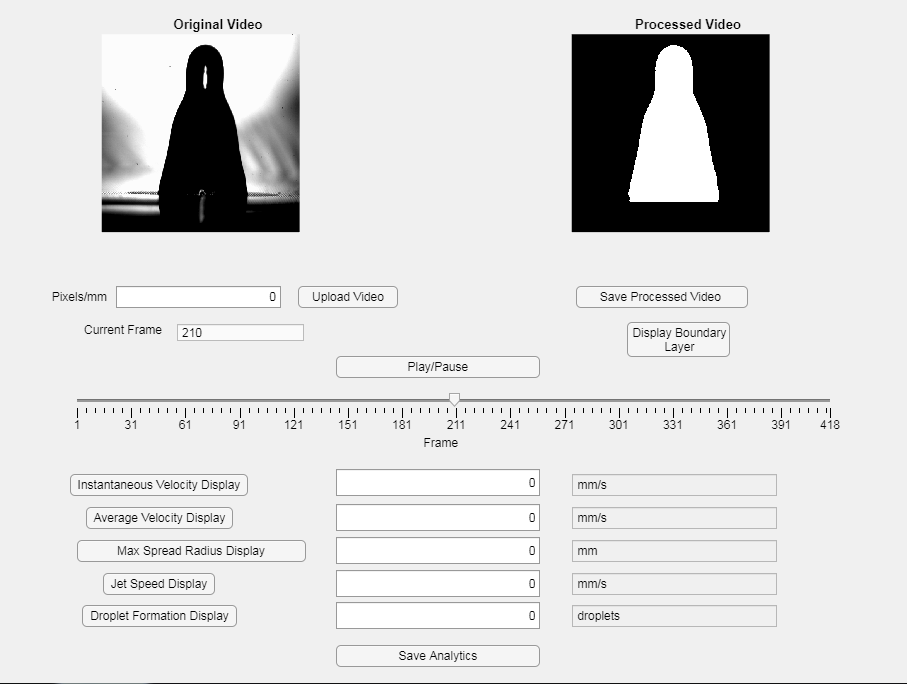 Original Video
Processed Video
Pixels/mm
0
Upload Video
Save Processed Video
Current Frame
210
Display Boundary
Layer
Play/Pause
1 31 61 91 121 151 181 211 241 271 301 331 361 391 418
Frame
Instantaneous Velocity Display
0
mm/s
Average Velocity Display
0
mm/s
Max Spread Radius Display
0
mm
Jet Speed Display
0
mm/s
Droplet Formation Display
0
droplets
Save Analytics